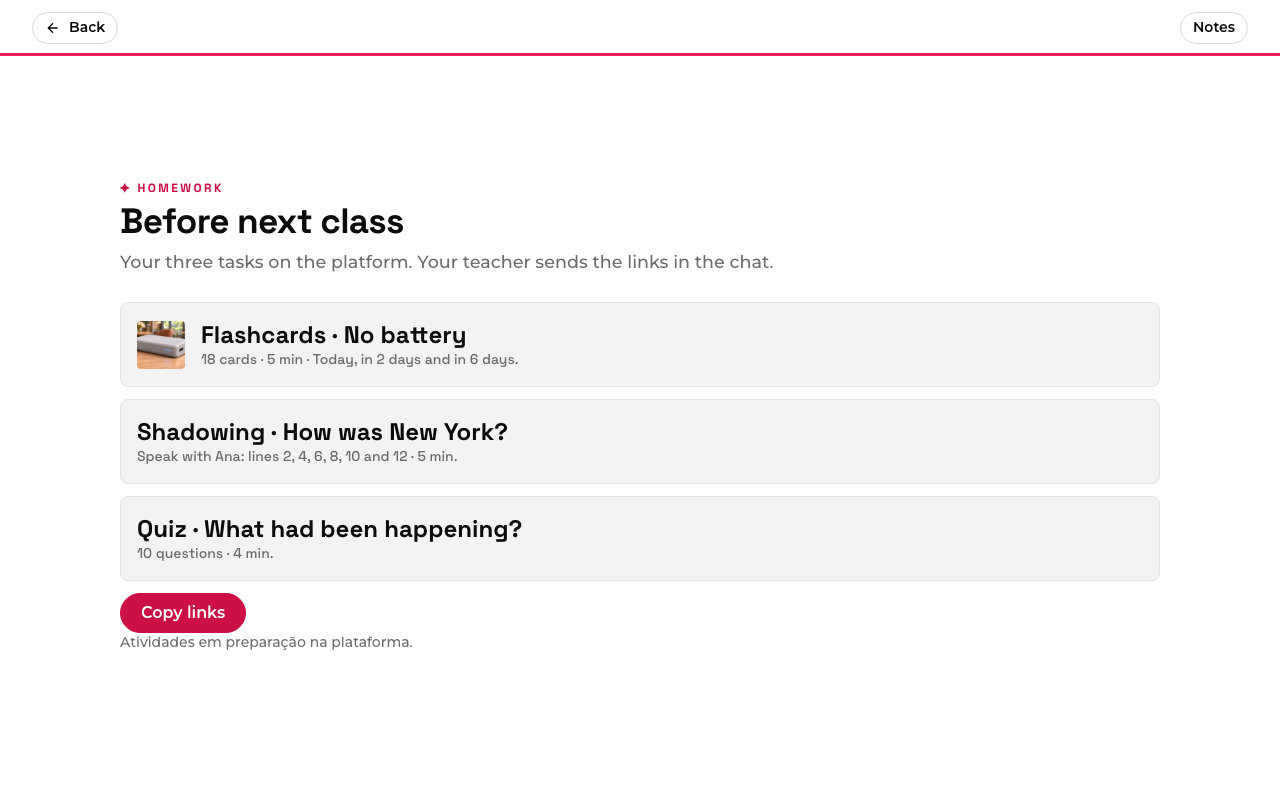 Back
Notes
HOMEWORK
Before next class
Your three tasks on the platform. Your teacher sends the links in the chat.
Flashcards · No battery
18 cards · 5 min · Today, in 2 days and in 6 days.
Shadowing · How was New York?
Speak with Ana: lines 2, 4, 6, 8, 10 and 12 · 5 min.
Quiz · What had been happening?
10 questions · 4 min.
Copy links
Atividades em preparação na plataforma.